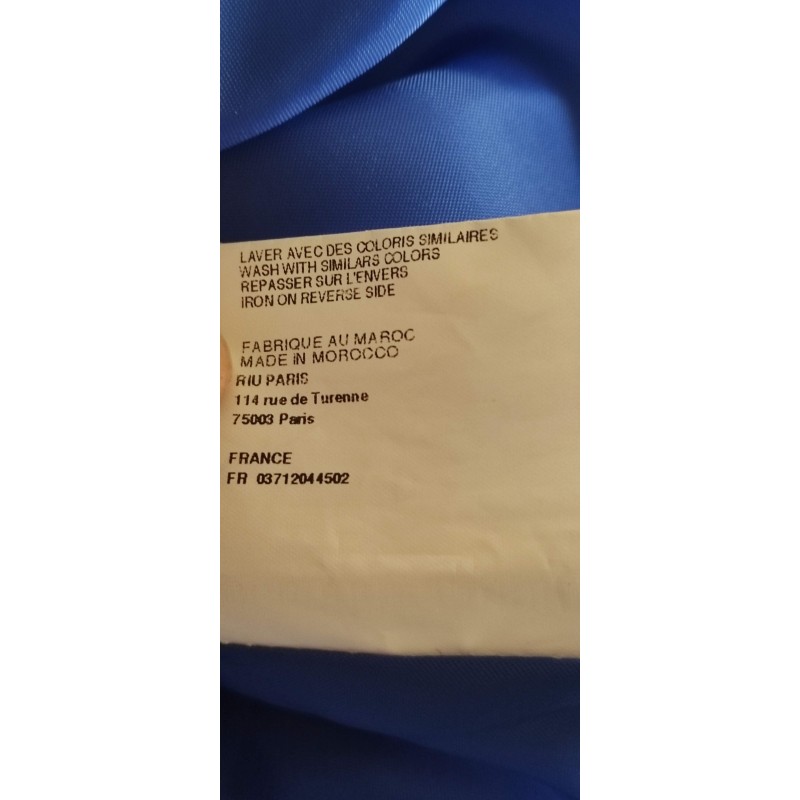 LAVER AVEC DES COLORIS SIMILAIRES
WASH WITH SIMILARS COLORS
REPASSER SUR L'ENVERS
IRON ON REVERSE SIDE
FABRIQUE AU MAROC
MADE IN MOROCCO
RIU PARIS
114 rue de Turenne
75003 Paris
FRANCE
FR 03712044502